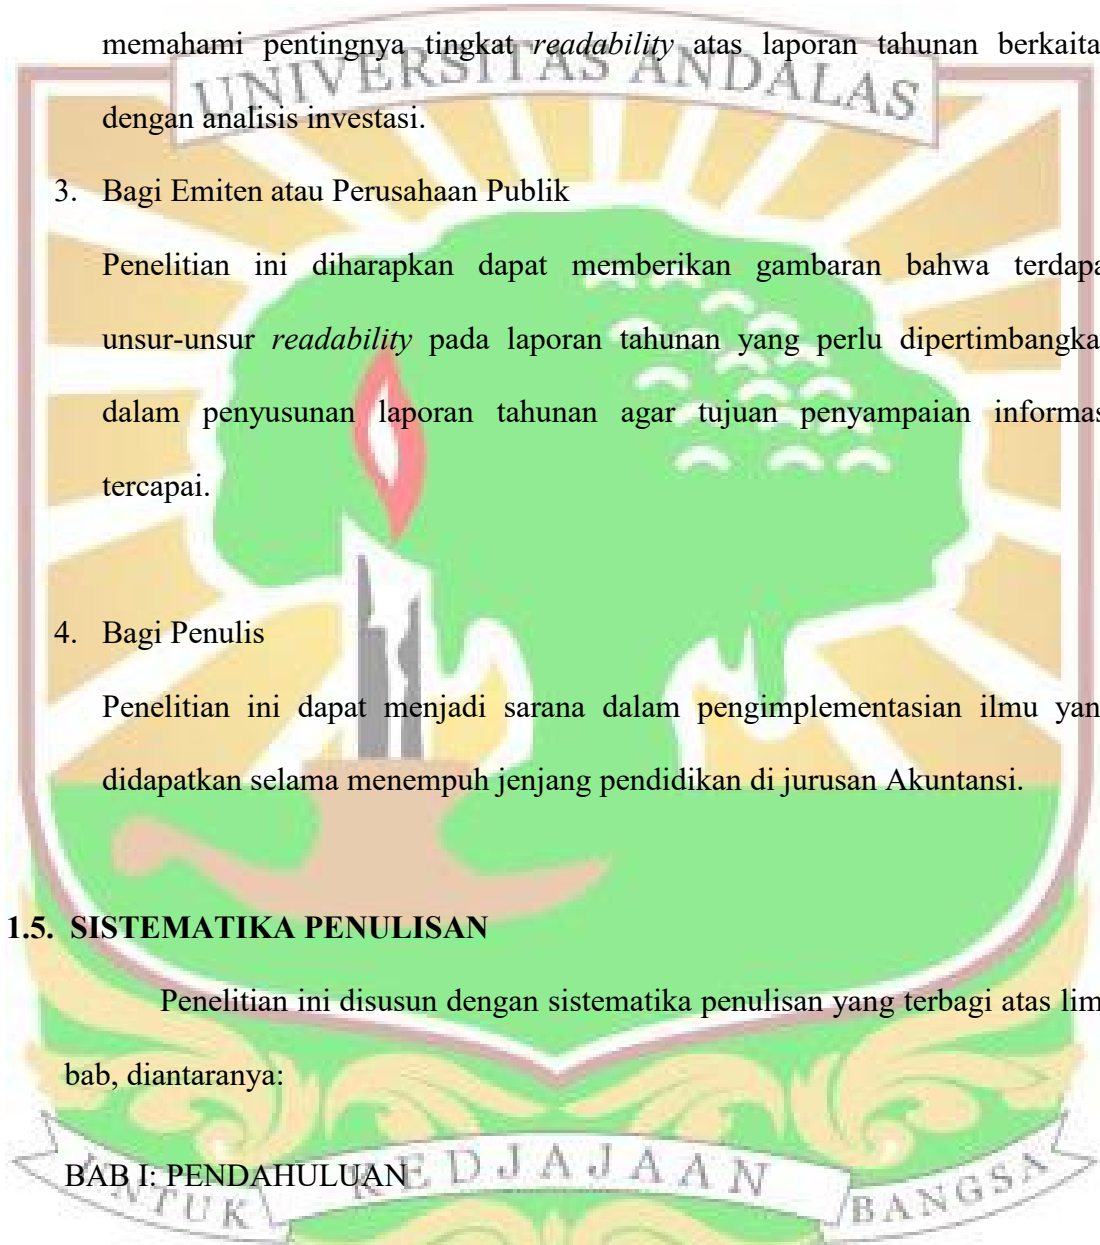 memahami pentingnya tingkat readability atas laporan tahunan berkaita
UNIVERSITAS ANDALAS
dengan analisis investasi.
3. Bagi Emiten atau Perusahaan Publik
Penelitian ini diharapkan dapat memberikan gambaran bahwa terdapa
unsur-unsur readability pada laporan tahunan yang perlu dipertimbangka
dalam penyusunan laporan tahunan agar tujuan penyampaian informas
tercapai.
4. Bagi Penulis
Penelitian ini dapat menjadi sarana dalam pengimplementasian ilmu yan
didapatkan selama menempuh jenjang pendidikan di jurusan Akuntansi.
1.5. SISTEMATIKA PENULISAN
Penelitian ini disusun dengan sistematika penulisan yang terbagi atas lim
bab, diantaranya:
BAB I: PENDAHULUAN
UNTUK KEDJAJAAN BANGSA